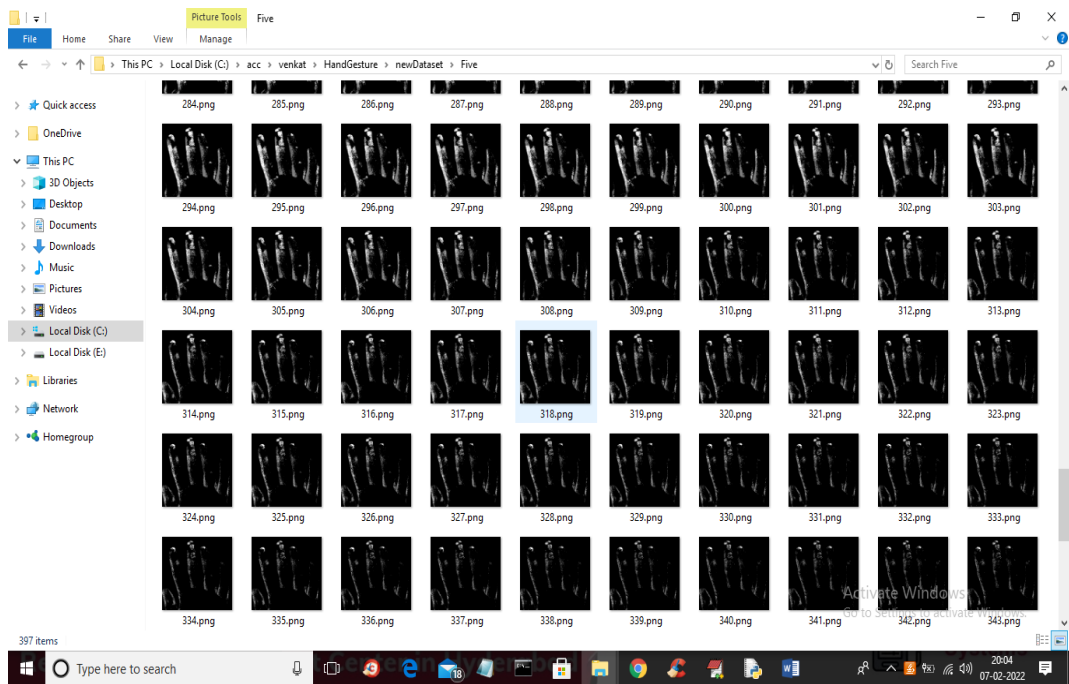 Picture Tools Five
File Home Share View Manage
This PC > Local Disk (C:) > acc > venkat > HandGesture > newDataset > Five
Search Five
Quick access
OneDrive
This PC
3D Objects
Desktop
Documents
Downloads
Music
Pictures
Videos
Local Disk (C:)
Local Disk (E:)
Libraries
Network
Homegroup
284.png 285.png 286.png 287.png 288.png 289.png 290.png 291.png 292.png 293.png
294.png 295.png 296.png 297.png 298.png 299.png 300.png 301.png 302.png 303.png
304.png 305.png 306.png 307.png 308.png 309.png 310.png 311.png 312.png 313.png
314.png 315.png 316.png 317.png 318.png 319.png 320.png 321.png 322.png 323.png
324.png 325.png 326.png 327.png 328.png 329.png 330.png 331.png 332.png 333.png
Activate Windows
Go to Settings to activate Windows.
334.png 335.png 336.png 337.png 338.png 339.png 340.png 341.png 342.png 343.png
397 items
Type here to search
18
20:04
07-02-2022